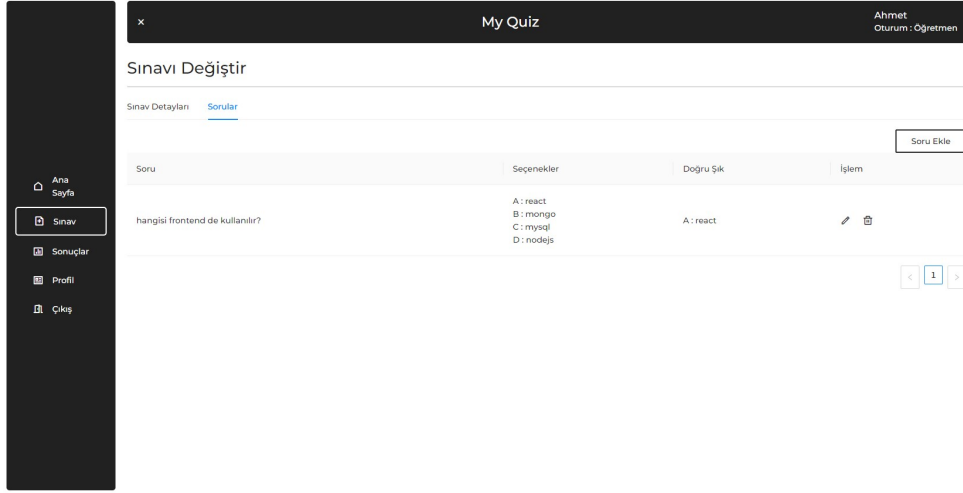 My Quiz
Ahmet
Oturum : Öğretmen
Ana
Sayfa
Sınav
Sonuçlar
Profil
Çıkış
Sınavı Değiştir
Sınav Detayları
Sorular
Soru Ekle
Soru
Seçenekler
Doğru Şık
İşlem
hangisi frontend de kullanılır?
A : react
B : mongo
C : mysql
D : nodejs
A : react
1